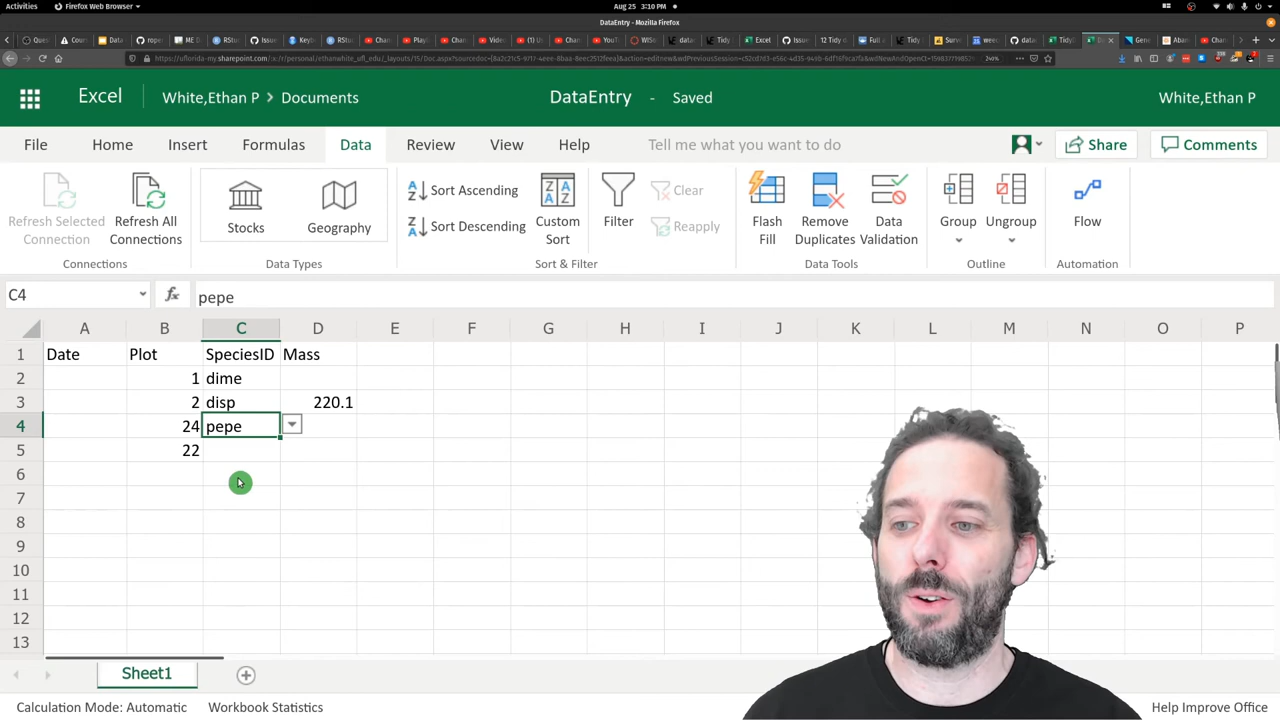 Activities Firefox Web Browser Aug 25 3:10 PM
DataEntry - Mozilla Firefox
White,Ethan P
Excel White,Ethan P > Documents DataEntry - Saved White,Ethan P
File Home Insert Formulas Data Review View Help Tell me what you want to do Share Comments
Refresh Selected Connection
Refresh All Connections
Stocks
Geography
Sort Ascending
Sort Descending
Custom Sort
Filter
Clear
Reapply
Flash Fill
Remove Duplicates
Data Validation
Group
Ungroup
Flow
Connections Data Types Sort & Filter Data Tools Outline Automation
C4 fx pepe
A B C D E F G H I J K L M N O P
1 Date Plot SpeciesID Mass
2 1 dime
3 2 disp 220.1
4 24 pepe
5 22
6
7
8
9
10
11
12
13
Sheet1
Calculation Mode: Automatic Workbook Statistics Help Improve Office